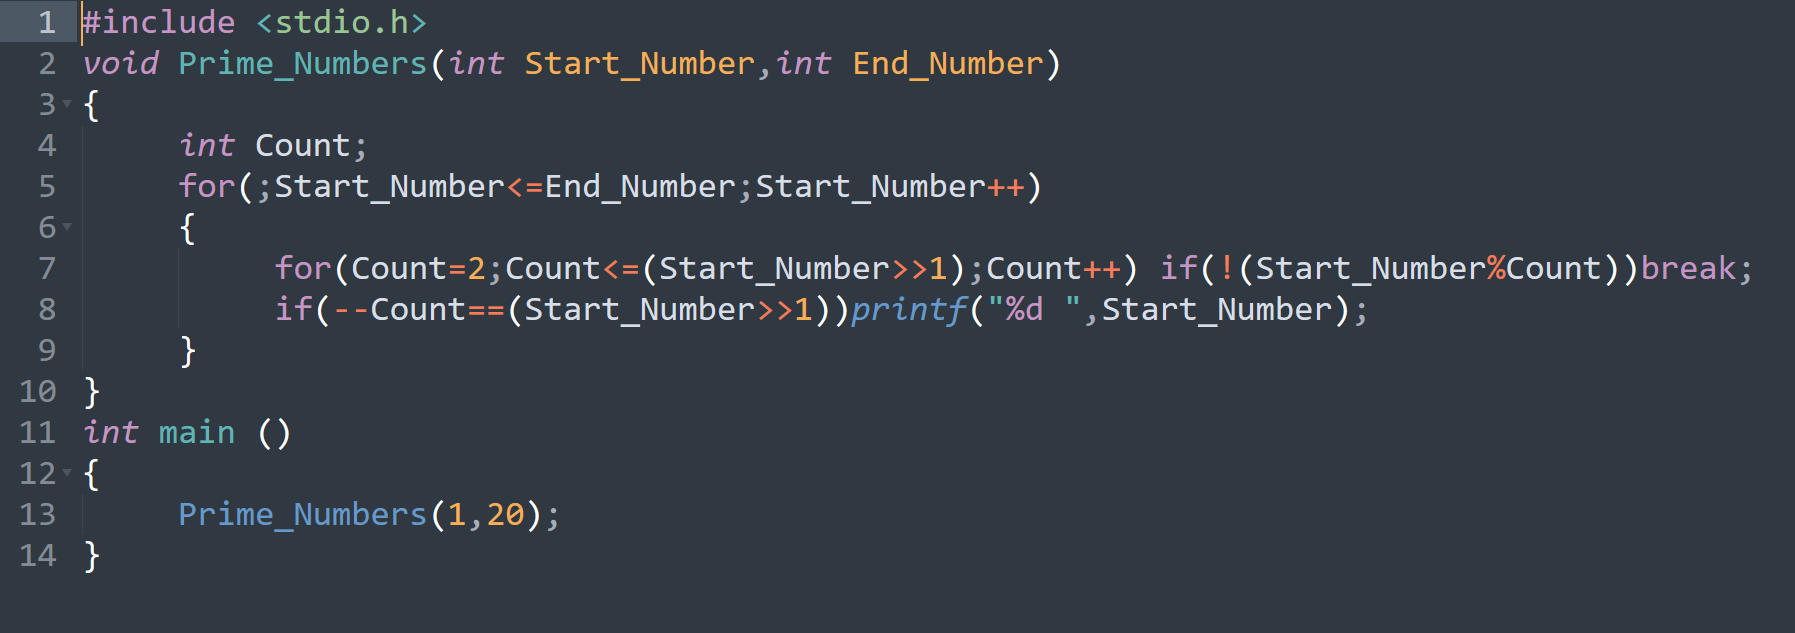 1 #include <stdio.h>
2 void Prime_Numbers(int Start_Number,int End_Number)
3 {
4 int Count;
5 for(;Start_Number<=End_Number;Start_Number++)
6 {
7 for(Count=2;Count<=(Start_Number>>1);Count++) if(!(Start_Number%Count))break;
8 if(--Count==(Start_Number>>1))printf("%d ",Start_Number);
9 }
10 }
11 int main ()
12 {
13 Prime_Numbers(1,20);
14 }